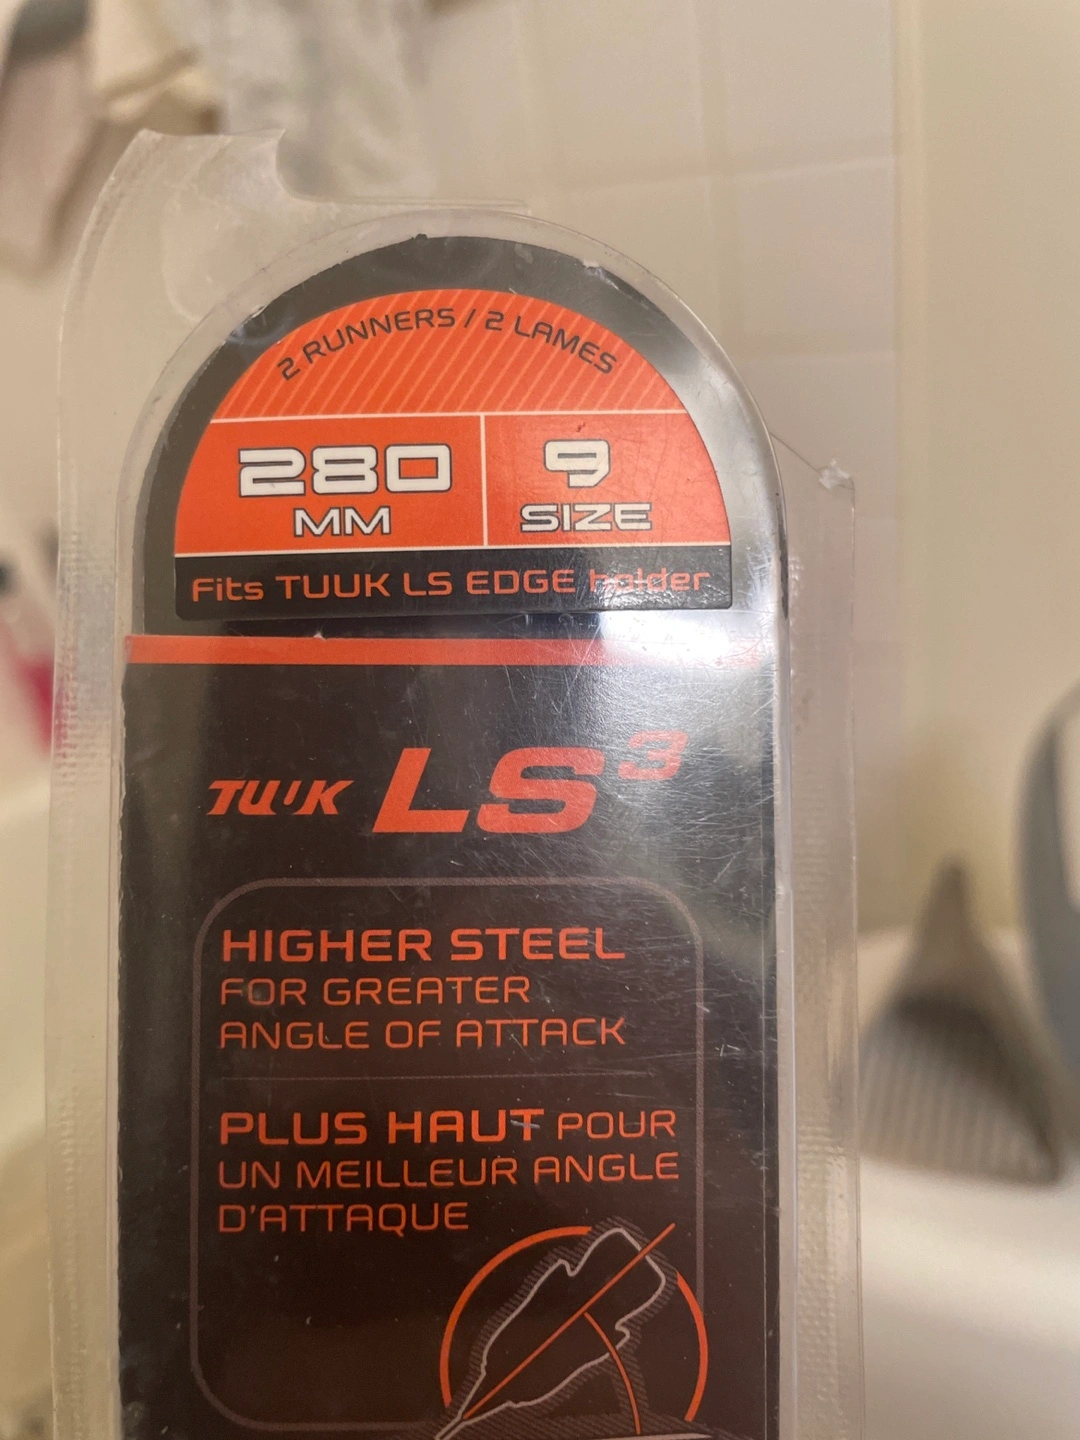 2 RUNNERS / 2 LAMES
280 9
MM SIZE
Fits TUUK LS EDGE holder
TUUK LS3
HIGHER STEEL
FOR GREATER
ANGLE OF ATTACK
PLUS HAUT POUR
UN MEILLEUR ANGLE
D'ATTAQUE